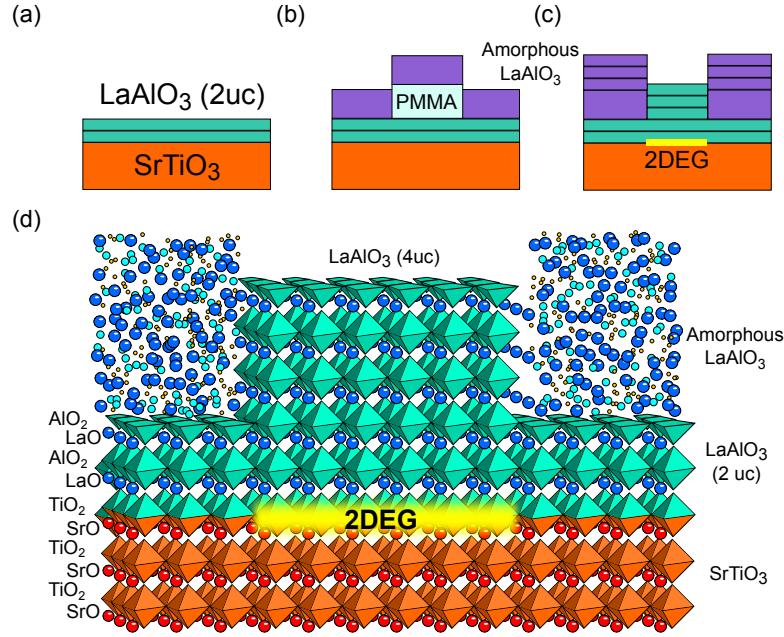 (a)
(b)
(c)
LaAlO₃ (2uc)
SrTiO₃
PMMA
Amorphous
LaAlO₃
2DEG
(d)
LaAlO₃ (4uc)
Amorphous
LaAlO₃
AlO₂
LaO
AlO₂
LaO
TiO₂
SrO
TiO₂
SrO
TiO₂
SrO
2DEG
LaAlO₃
(2 uc)
SrTiO₃